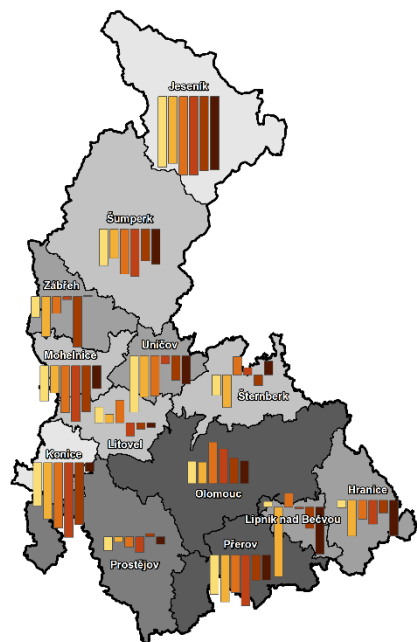 Jeseník
Šumperk
Zábřeh
Mohelnice
Uničov
Šternberk
Litovel
Konice
Olomouc
Hranice
Lipník nad Bečvou
Přerov
Prostějov